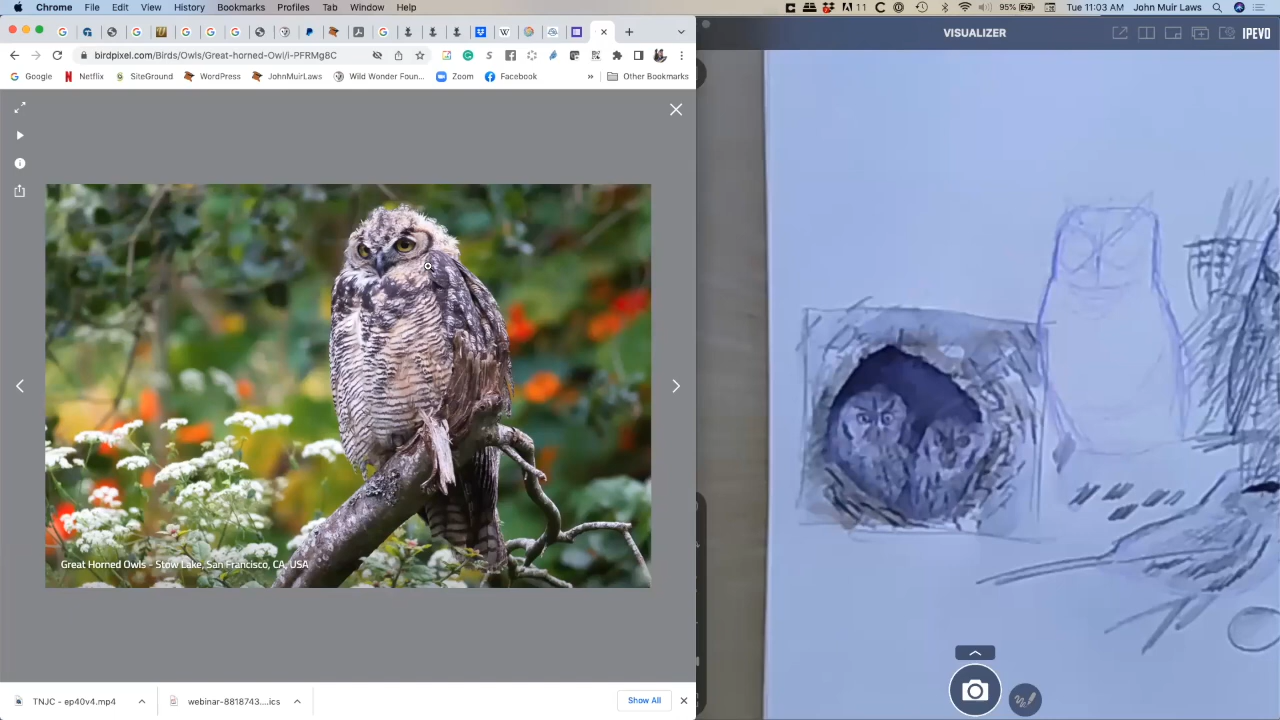 Chrome File Edit View History Bookmarks Profiles Tab Window Help
11 95% Tue 11:03 AM John Muir Laws
birdpixel.com/Birds/Owls/Great-horned-Owl/i-PFRMg8C
Google Netflix SiteGround WordPress JohnMuirLaws Wild Wonder Foun... Zoom Facebook » Other Bookmarks
VISUALIZER
IPEVO
Great Horned Owls - Stow Lake, San Francisco, CA, USA
TNJC - ep40v4.mp4
webinar-8818743....ics
Show All